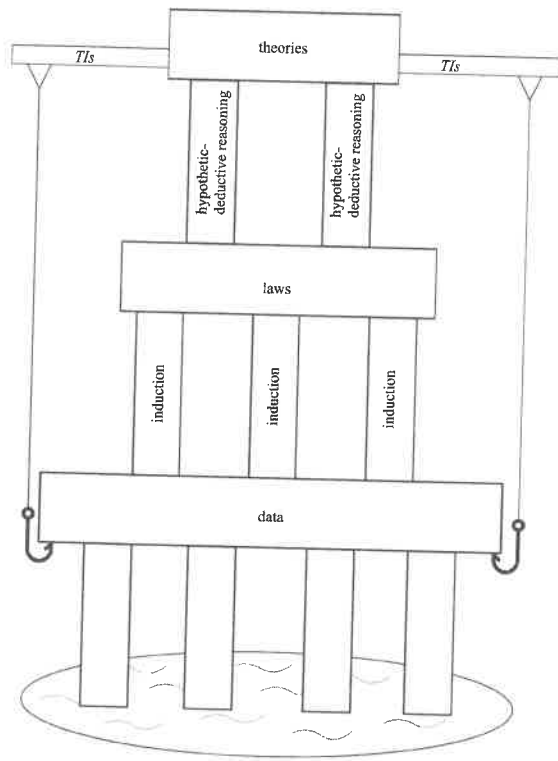 theories
TIs
TIs
hypothetic-
deductive reasoning
hypothetic-
deductive reasoning
laws
induction
induction
induction
data